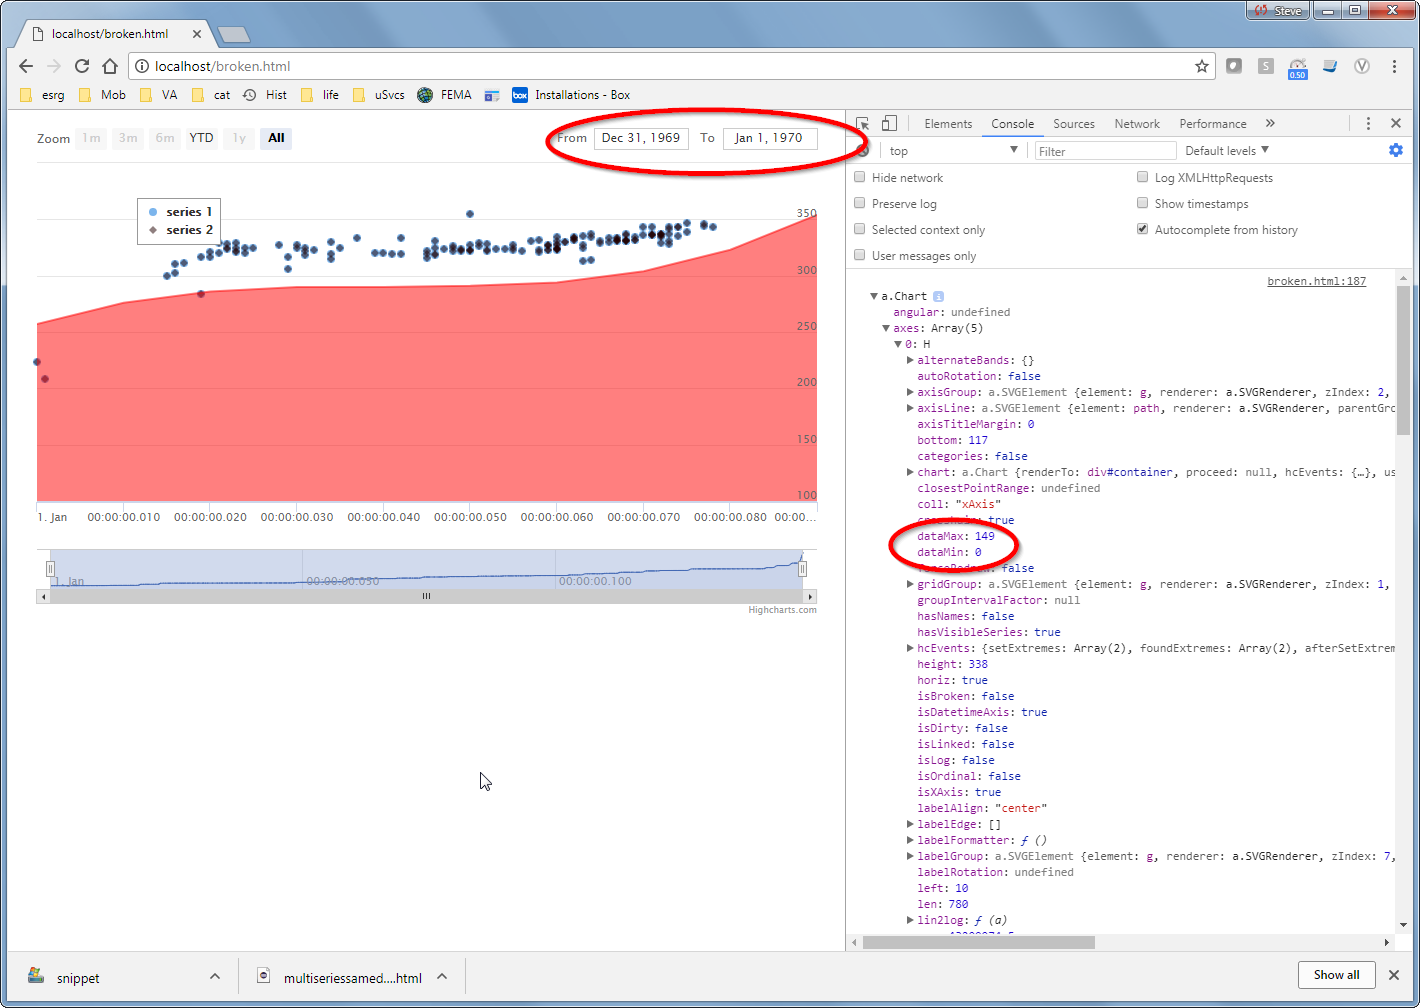 Steve
localhost/broken.html
localhost/broken.html
0.50
esrg Mob VA cat Hist life uSvcs FEMA box Installations - Box
Zoom 1m 3m 6m YTD 1y All From Dec 31, 1969 To Jan 1, 1970
series 1
series 2
350
300
250
200
150
100
1. Jan 00:00:00.010 00:00:00.020 00:00:00.030 00:00:00.040 00:00:00.050 00:00:00.060 00:00:00.070 00:00:00.080 00:00:...
1. Jan 00:00:00.050 00:00:00.100
Highcharts.com
Elements Console Sources Network Performance »
top Filter Default levels
Hide network Log XMLHttpRequests
Preserve log Show timestamps
Selected context only Autocomplete from history
User messages only
broken.html:187
a.Chart i
angular: undefined
axes: Array(5)
0: H
alternateBands: {}
autoRotation: false
axisGroup: a.SVGElement {element: g, renderer: a.SVGRenderer, zIndex: 2,
axisLine: a.SVGElement {element: path, renderer: a.SVGRenderer, parentGro
axisTitleMargin: 0
bottom: 117
categories: false
chart: a.Chart {renderTo: div#container, proceed: null, hcEvents: {…}, us
closestPointRange: undefined
coll: "xAxis"
crosshair: true
dataMax: 149
dataMin: 0
forceRedraw: false
gridGroup: a.SVGElement {element: g, renderer: a.SVGRenderer, zIndex: 1,
groupIntervalFactor: null
hasNames: false
hasVisibleSeries: true
hcEvents: {setExtremes: Array(2), foundExtremes: Array(2), afterSetExtrem
height: 338
horiz: true
isBroken: false
isDatetimeAxis: true
isDirty: false
isLinked: false
isLog: false
isOrdinal: false
isXAxis: true
labelAlign: "center"
labelEdge: []
labelFormatter: ƒ ()
labelGroup: a.SVGElement {element: g, renderer: a.SVGRenderer, zIndex: 7,
labelRotation: undefined
left: 10
len: 780
lin2log: ƒ (a)
snippet multiseriessamed....html Show all